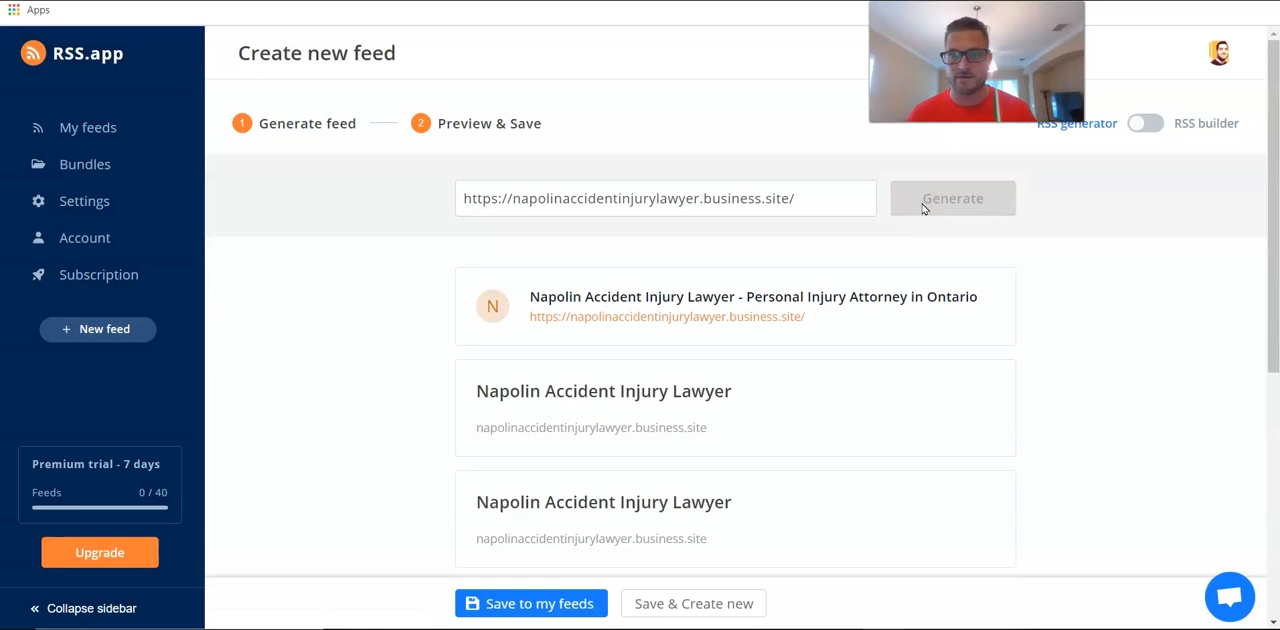 Apps
RSS.app
Create new feed
1 Generate feed
2 Preview & Save
RSS generator
RSS builder
My feeds
Bundles
Settings
Account
Subscription
+ New feed
https://napolinaccidentinjurylawyer.business.site/
Generate
N
Napolin Accident Injury Lawyer - Personal Injury Attorney in Ontario
https://napolinaccidentinjurylawyer.business.site/
Napolin Accident Injury Lawyer
napolinaccidentinjurylawyer.business.site
Napolin Accident Injury Lawyer
napolinaccidentinjurylawyer.business.site
Premium trial - 7 days
Feeds 0 / 40
Upgrade
« Collapse sidebar
Save to my feeds
Save & Create new